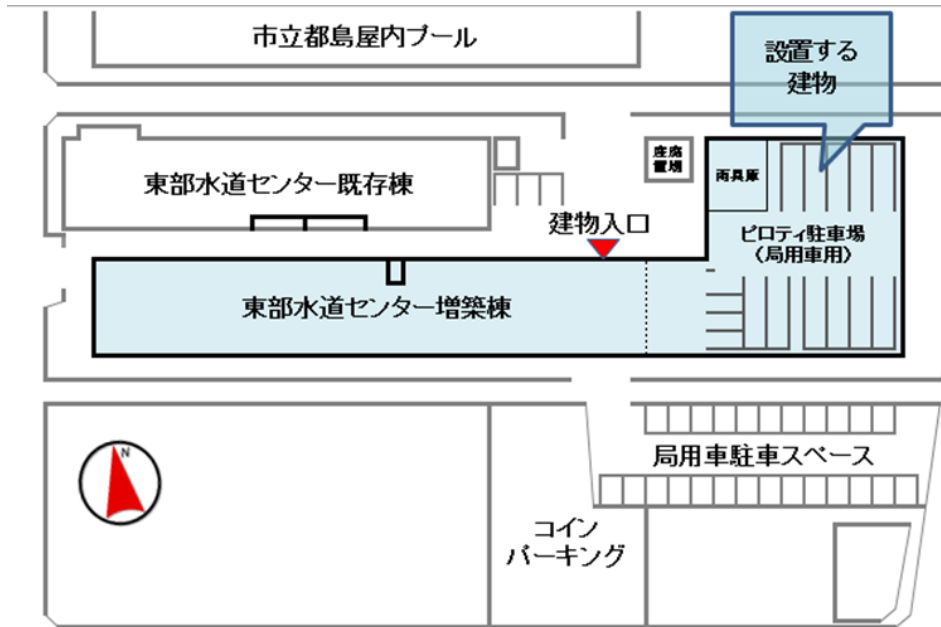 市立都島屋内プール
設置する
建物
座席
置場
雨具庫
東部水道センター既存棟
建物入口
ピロティ駐車場
（局用車用）
東部水道センター増築棟
N
局用車駐車スペース
コイン
パーキング